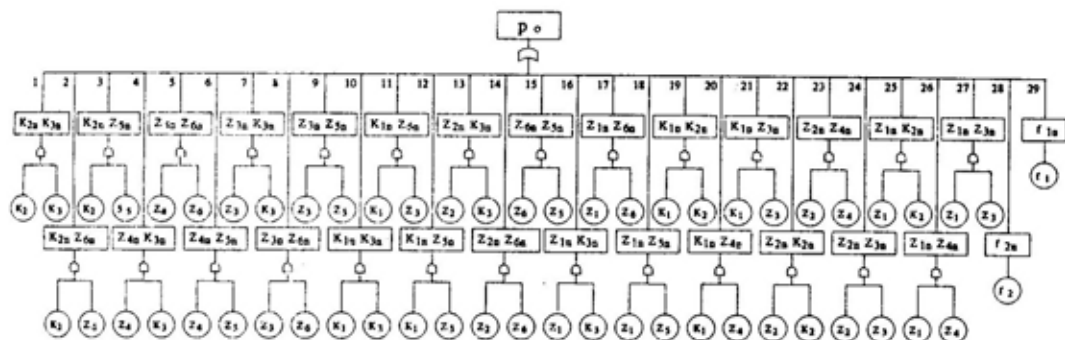 P o
1 2 3 4 5 6 7 8 9 10 11 12 13 14 15 16 17 18 19 20 21 22 23 24 25 26 27 28 29
K2a K3a K2a Z5a Z6a Z3a K3a Z3a Z5a K1a Z5a Z2a K3a Z6a Z5a Z1a Z6a K1a K2a K1a Z3a Z2a Z4a Z1a K2a Z1a Z3a f1a
K2 K3 K2 5 5 Z4 Z6 Z3 K3 Z3 Z5 K1 Z3 Z2 K3 Z6 Z5 Z1 Z6 K1 K2 K1 Z3 Z2 Z4 Z1 K2 Z1 Z3 f1
K2a Z6a Z4a K3a Z4a Z5a Z3a Z6a K1a K3a K1a Z5a Z2a Z6a Z1a K3a Z1a Z5a K1a Z4a Z2a K2a Z2a Z3a Z1a Z4a f2a
f2
K2 Z4 K3 Z4 Z5 Z3 Z6 K1 K3 K1 Z5 Z2 Z6 Z1 K3 Z1 Z5 K1 Z4 Z2 K2 Z2 Z3 Z1 Z4